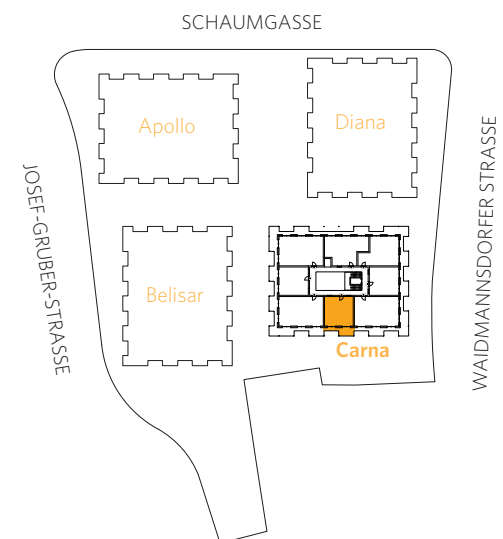 SCHAUMGASSE
Apollo
Diana
JOSEF-GRUBER-STRASSE
WAIDMANNSDORFER STRASSE
Belisar
Carna